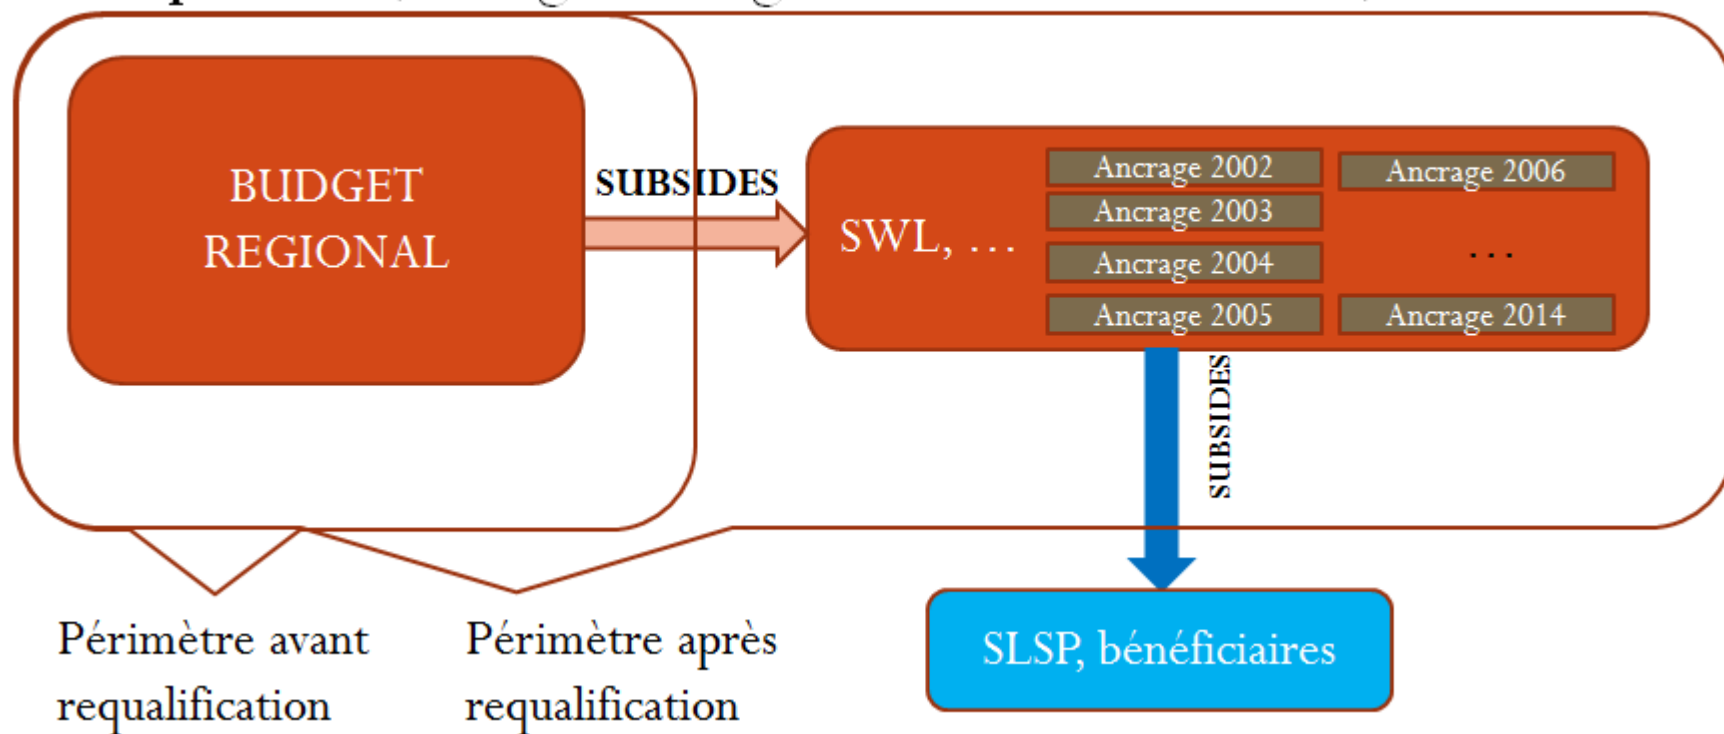 BUDGET
REGIONAL
SUBSIDES
SWL, ...
Ancrage 2002
Ancrage 2003
Ancrage 2004
Ancrage 2005
Ancrage 2006
...
Ancrage 2014
SUBSIDES
SLSP, bénéficiaires
Périmètre avant
requalification
Périmètre après
requalification